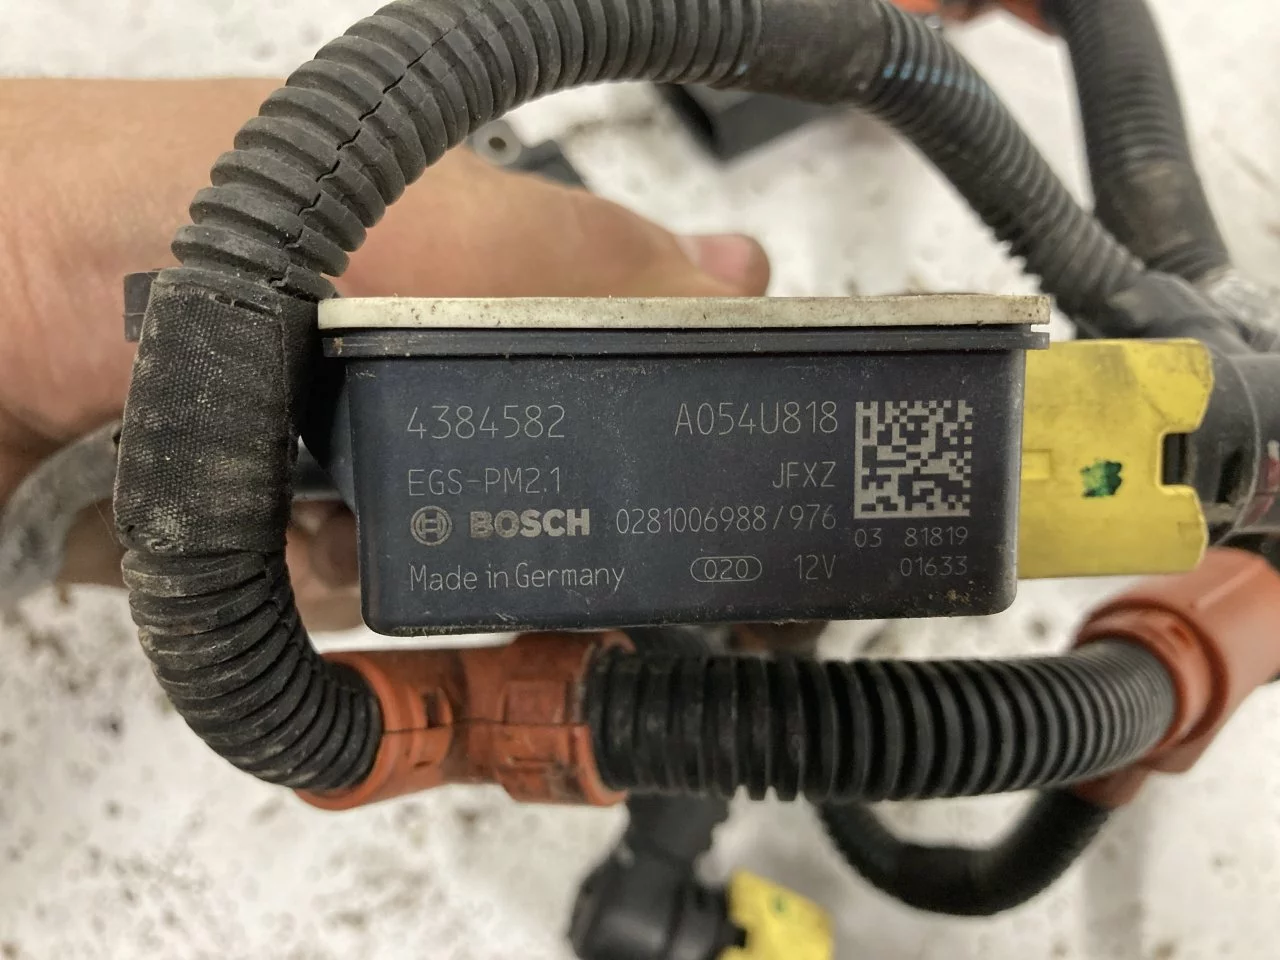 4384582 A054U818
EGS-PM2.1 JFXZ
BOSCH 0281006988/976
03 81819
Made in Germany 020 12V 01633